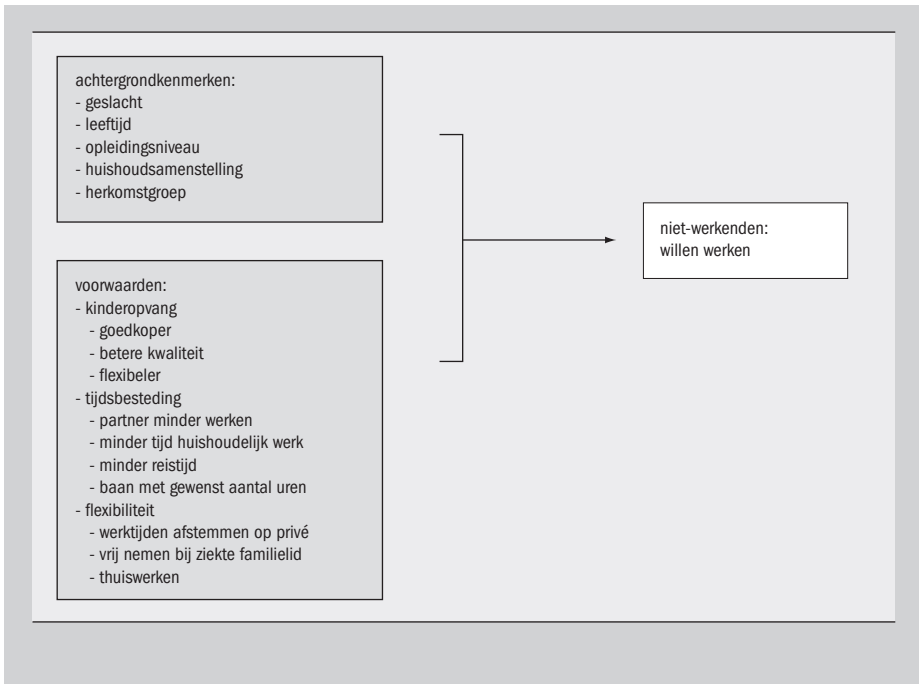 achtergrondkenmerken:
- geslacht
- leeftijd
- opleidingsniveau
- huishoudsamenstelling
- herkomstgroep
voorwaarden:
- kinderopvang
- goedkoper
- betere kwaliteit
- flexibeler
- tijdsbesteding
- partner minder werken
- minder tijd huishoudelijk werk
- minder reistijd
- baan met gewenst aantal uren
- flexibiliteit
- werktijden afstemmen op privé
- vrij nemen bij ziekte familielid
- thuiswerken
niet-werkenden:
willen werken